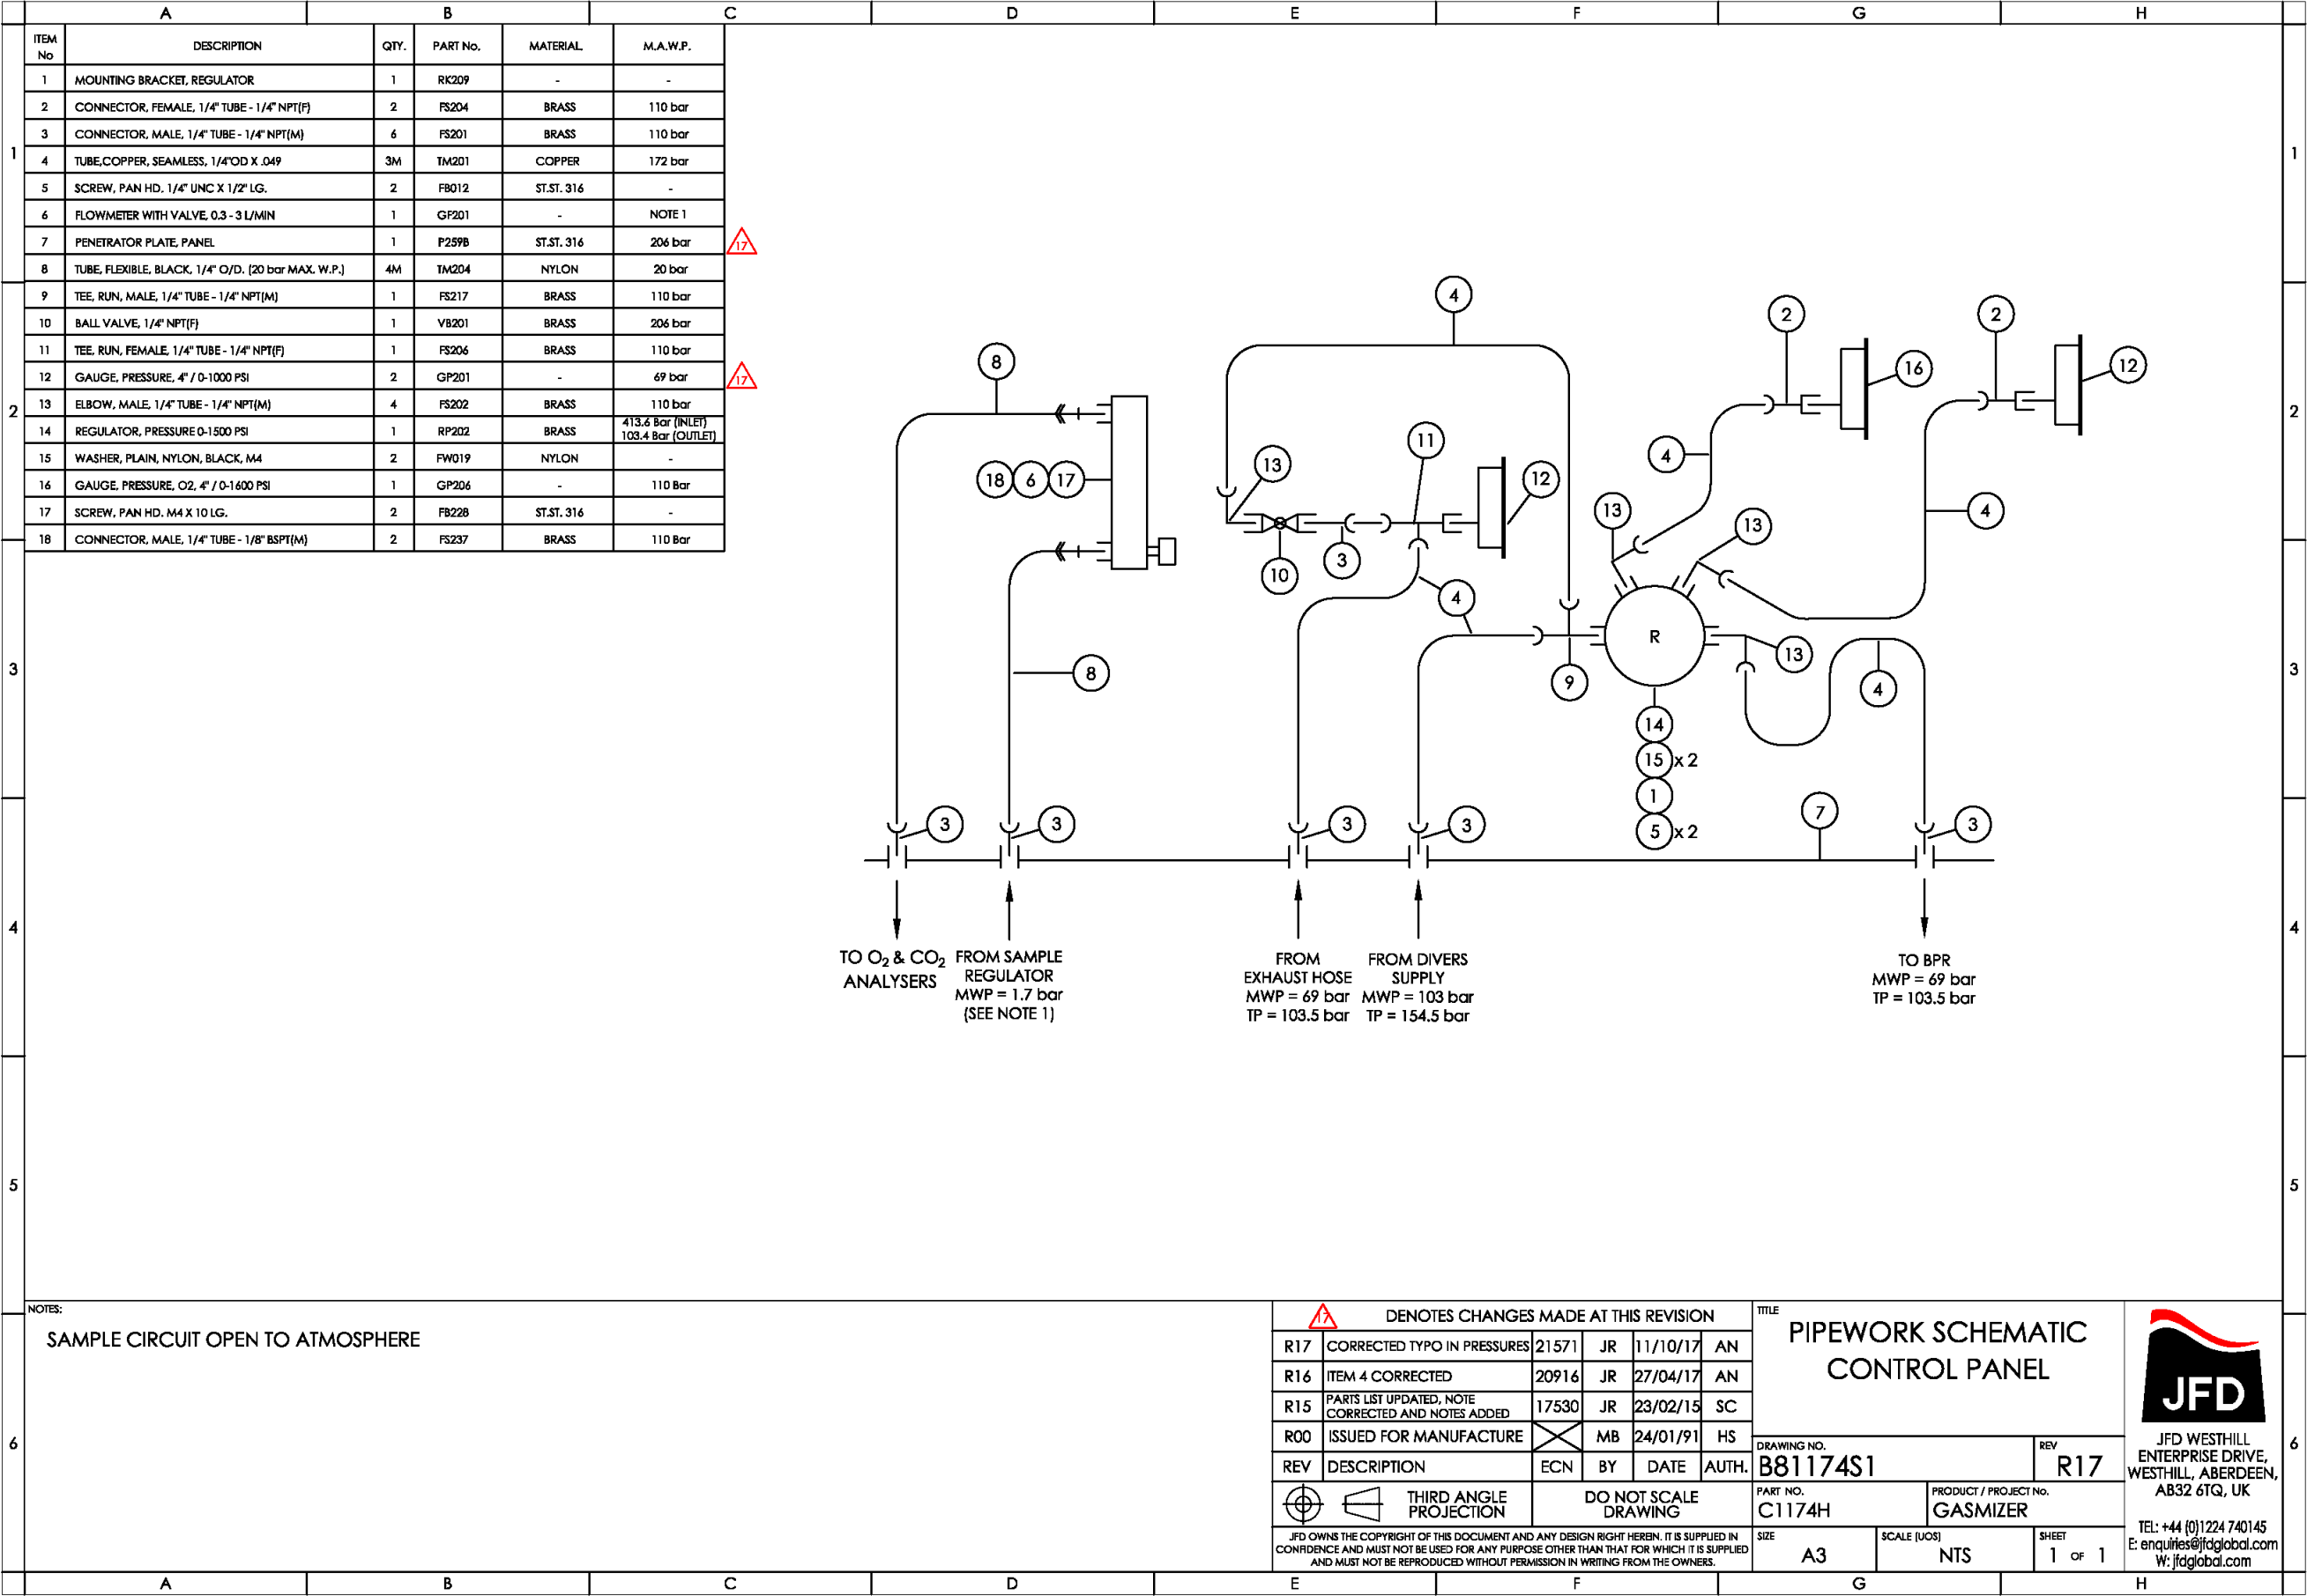 A B C D E F G H
ITEM No DESCRIPTION QTY. PART No. MATERIAL M.A.W.P.
1 MOUNTING BRACKET, REGULATOR 1 RK209 - -
2 CONNECTOR, FEMALE, 1/4" TUBE - 1/4" NPT(F) 2 FS204 BRASS 110 bar
3 CONNECTOR, MALE, 1/4" TUBE - 1/4" NPT(M) 6 FS201 BRASS 110 bar
4 TUBE,COPPER, SEAMLESS, 1/4"OD X .049 3M TM201 COPPER 172 bar
5 SCREW, PAN HD. 1/4" UNC X 1/2" LG. 2 FB012 ST.ST. 316 -
6 FLOWMETER WITH VALVE, 0.3 - 3 L/MIN 1 GF201 - NOTE 1
7 PENETRATOR PLATE, PANEL 1 P259B ST.ST. 316 206 bar 17
8 TUBE, FLEXIBLE, BLACK, 1/4" O/D. (20 bar MAX. W.P.) 4M TM204 NYLON 20 bar
9 TEE, RUN, MALE, 1/4" TUBE - 1/4" NPT(M) 1 FS217 BRASS 110 bar
10 BALL VALVE, 1/4" NPT(F) 1 VB201 BRASS 206 bar
11 TEE, RUN, FEMALE, 1/4" TUBE - 1/4" NPT(F) 1 FS206 BRASS 110 bar
12 GAUGE, PRESSURE, 4" / 0-1000 PSI 2 GP201 - 69 bar 17
13 ELBOW, MALE, 1/4" TUBE - 1/4" NPT(M) 4 FS202 BRASS 110 bar
14 REGULATOR, PRESSURE 0-1500 PSI 1 RP202 BRASS 413.6 Bar (INLET) 103.4 Bar (OUTLET)
15 WASHER, PLAIN, NYLON, BLACK, M4 2 FW019 NYLON -
16 GAUGE, PRESSURE, O2, 4" / 0-1600 PSI 1 GP206 - 110 Bar
17 SCREW, PAN HD. M4 X 10 LG. 2 FB228 ST.ST. 316 -
18 CONNECTOR, MALE, 1/4" TUBE - 1/8" BSPT(M) 2 FS237 BRASS 110 Bar
1 1
2 2
3 3
4 4
5 5
6 6
4
2 2
8 16 12
11
13 4
18 6 17 12
13 13 4
10 3
4
R
13
8 9 4
14
15 x 2
1
5 x 2
7
3 3 3 3 3
TO O2 & CO2
ANALYSERS
FROM SAMPLE
REGULATOR
MWP = 1.7 bar
(SEE NOTE 1)
FROM
EXHAUST HOSE
MWP = 69 bar
TP = 103.5 bar
FROM DIVERS
SUPPLY
MWP = 103 bar
TP = 154.5 bar
TO BPR
MWP = 69 bar
TP = 103.5 bar
NOTES:
SAMPLE CIRCUIT OPEN TO ATMOSPHERE
17 DENOTES CHANGES MADE AT THIS REVISION
R17 CORRECTED TYPO IN PRESSURES 21571 JR 11/10/17 AN
R16 ITEM 4 CORRECTED 20916 JR 27/04/17 AN
R15 PARTS LIST UPDATED, NOTE CORRECTED AND NOTES ADDED 17530 JR 23/02/15 SC
R00 ISSUED FOR MANUFACTURE MB 24/01/91 HS
REV DESCRIPTION ECN BY DATE AUTH.
THIRD ANGLE
PROJECTION
DO NOT SCALE
DRAWING
JFD OWNS THE COPYRIGHT OF THIS DOCUMENT AND ANY DESIGN RIGHT HEREIN. IT IS SUPPLIED IN
CONFIDENCE AND MUST NOT BE USED FOR ANY PURPOSE OTHER THAN THAT FOR WHICH IT IS SUPPLIED
AND MUST NOT BE REPRODUCED WITHOUT PERMISSION IN WRITING FROM THE OWNERS.
TITLE
PIPEWORK SCHEMATIC
CONTROL PANEL
DRAWING NO.
B81174S1
REV
R17
PART NO.
C1174H
PRODUCT / PROJECT No.
GASMIZER
SIZE
A3
SCALE (UOS)
NTS
SHEET
1 OF 1
JFD
JFD WESTHILL
ENTERPRISE DRIVE,
WESTHILL, ABERDEEN,
AB32 6TQ, UK
TEL: +44 (0)1224 740145
E: enquiries@jfdglobal.com
W: jfdglobal.com
A B C D E F G H